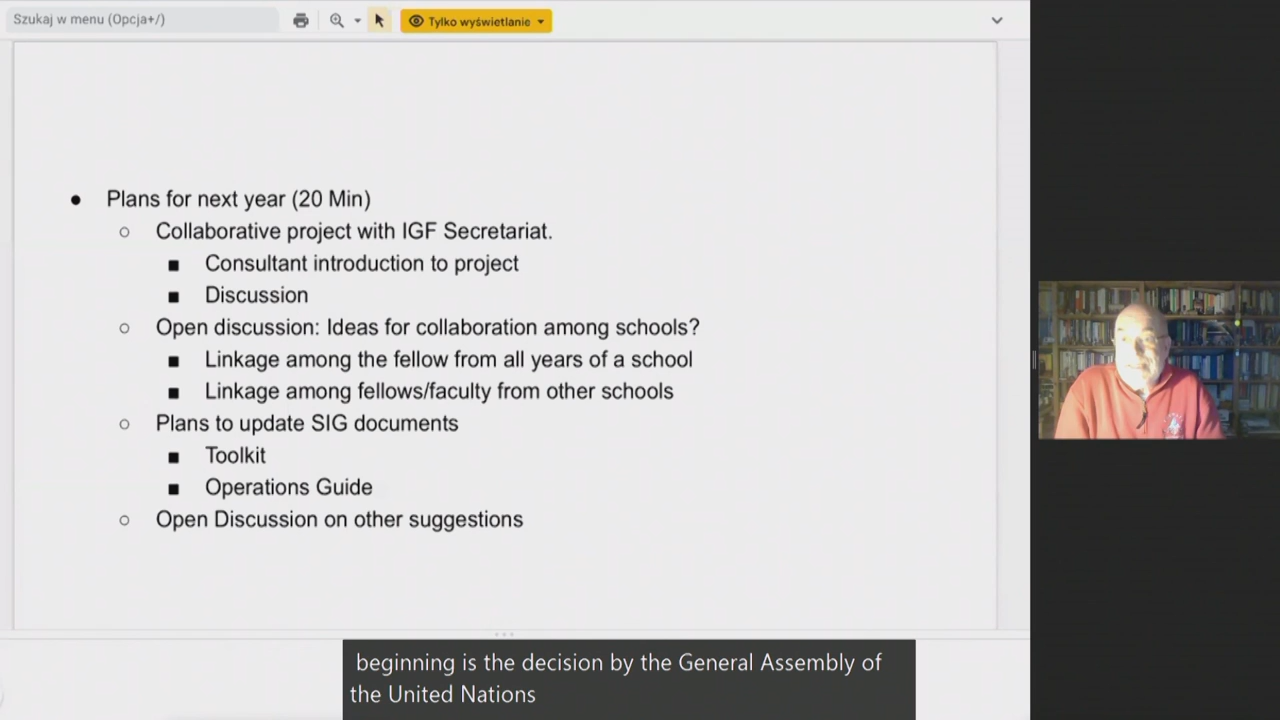 Szukaj w menu (Opcja+/)
Tylko wyświetlanie
● Plans for next year (20 Min)
○ Collaborative project with IGF Secretariat.
■ Consultant introduction to project
■ Discussion
○ Open discussion: Ideas for collaboration among schools?
■ Linkage among the fellow from all years of a school
■ Linkage among fellows/faculty from other schools
○ Plans to update SIG documents
■ Toolkit
■ Operations Guide
○ Open Discussion on other suggestions
beginning is the decision by the General Assembly of
the United Nations